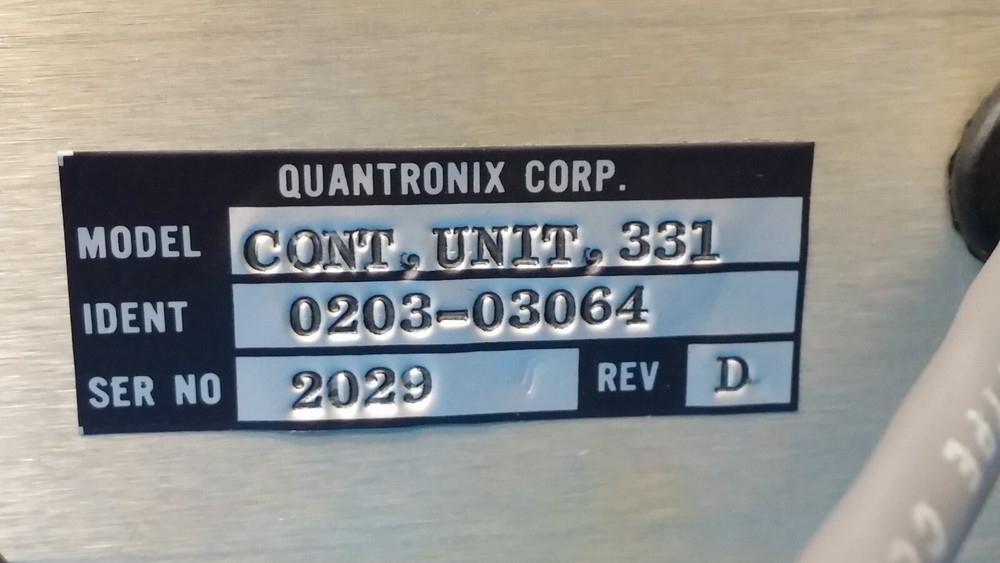 QUANTRONIX CORP.
MODEL CONT,UNIT,331
IDENT 0203-03064
SER NO 2029 REV D